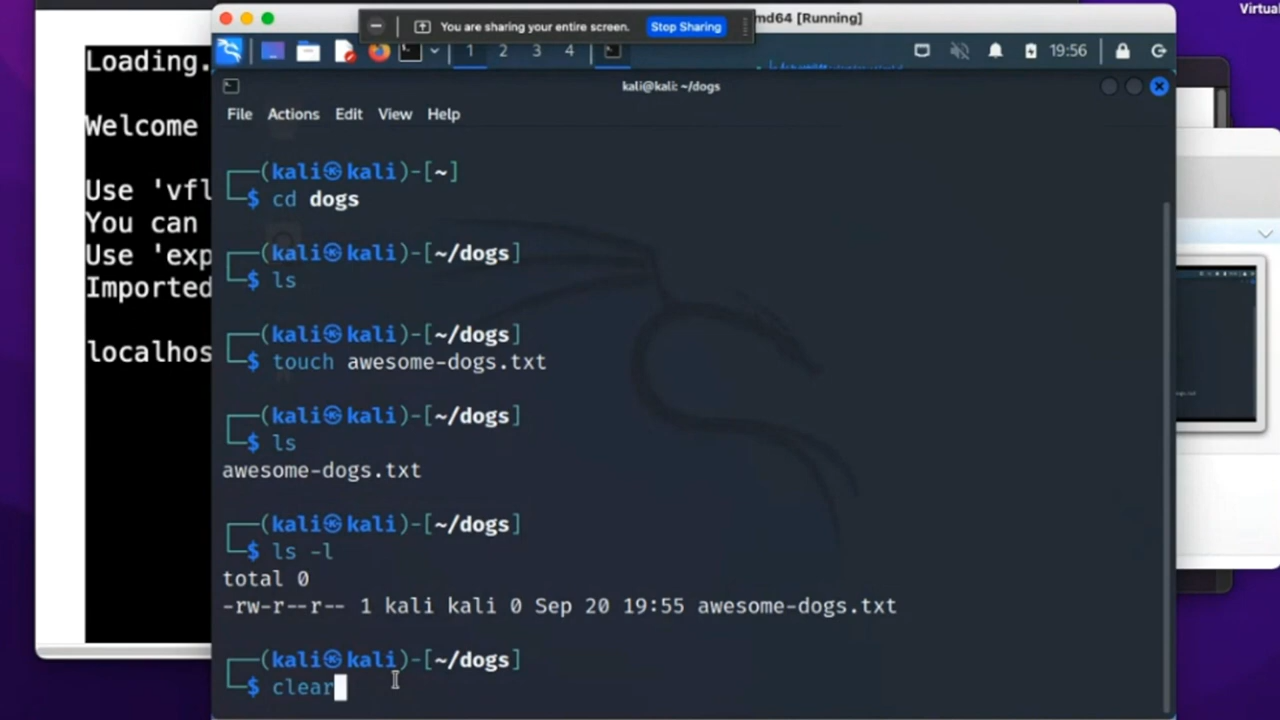 Virtual
You are sharing your entire screen. Stop Sharing
md64 [Running]
1 2 3 4
19:56
kali@kali: ~/dogs
File Actions Edit View Help
Loading.
Welcome
Use 'vfl
You can
Use 'exp
Imported
localhos
┌──(kali㉿kali)-[~]
└─$ cd dogs
┌──(kali㉿kali)-[~/dogs]
└─$ ls
┌──(kali㉿kali)-[~/dogs]
└─$ touch awesome-dogs.txt
┌──(kali㉿kali)-[~/dogs]
└─$ ls
awesome-dogs.txt
┌──(kali㉿kali)-[~/dogs]
└─$ ls -l
total 0
-rw-r--r-- 1 kali kali 0 Sep 20 19:55 awesome-dogs.txt
┌──(kali㉿kali)-[~/dogs]
└─$ clear